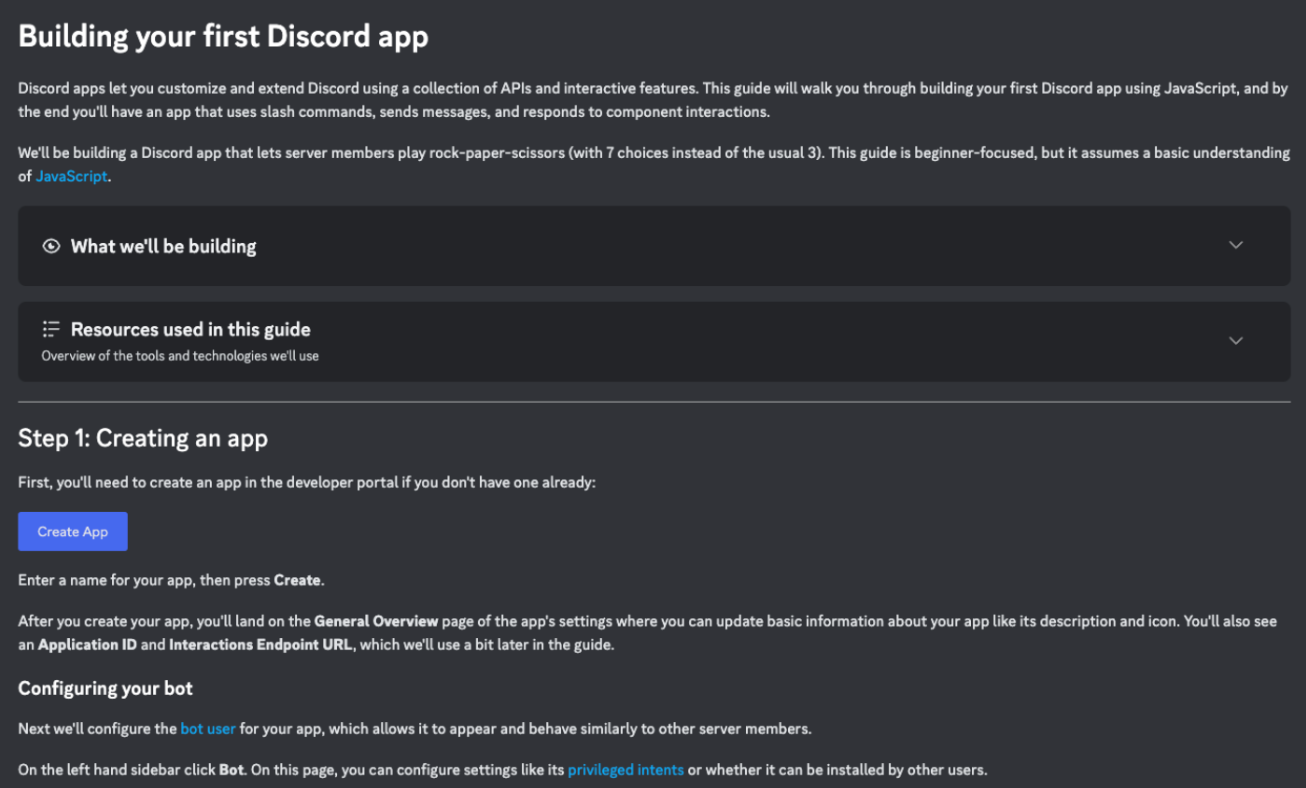 Building your first Discord app
Discord apps let you customize and extend Discord using a collection of APIs and interactive features. This guide will walk you through building your first Discord app using JavaScript, and by
the end you'll have an app that uses slash commands, sends messages, and responds to component interactions.
We'll be building a Discord app that lets server members play rock-paper-scissors (with 7 choices instead of the usual 3). This guide is beginner-focused, but it assumes a basic understanding
of JavaScript.
What we'll be building
Resources used in this guide
Overview of the tools and technologies we'll use
Step 1: Creating an app
First, you'll need to create an app in the developer portal if you don't have one already:
Create App
Enter a name for your app, then press Create.
After you create your app, you'll land on the General Overview page of the app's settings where you can update basic information about your app like its description and icon. You'll also see
an Application ID and Interactions Endpoint URL, which we'll use a bit later in the guide.
Configuring your bot
Next we'll configure the bot user for your app, which allows it to appear and behave similarly to other server members.
On the left hand sidebar click Bot. On this page, you can configure settings like its privileged intents or whether it can be installed by other users.